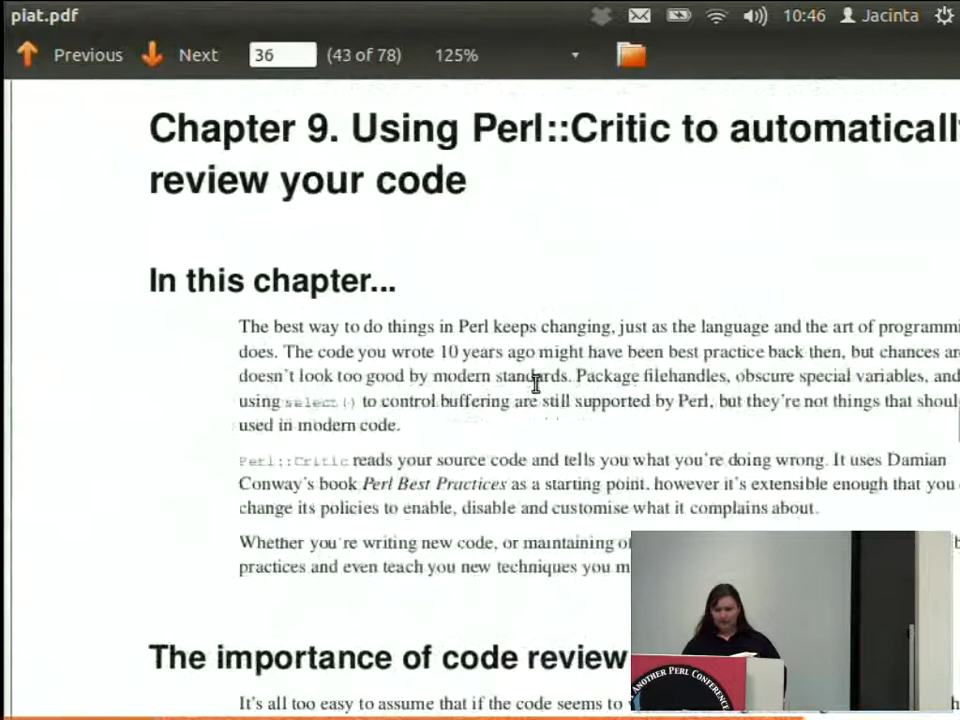 piat.pdf
10:46 Jacinta
Previous Next 36 (43 of 78) 125%
Chapter 9. Using Perl::Critic to automatically
review your code
In this chapter...
The best way to do things in Perl keeps changing, just as the language and the art of programmi
does. The code you wrote 10 years ago might have been best practice back then, but chances are
doesn't look too good by modern standards. Package filehandles, obscure special variables, and
using select() to control buffering are still supported by Perl, but they're not things that shoul
used in modern code.
Perl::Critic reads your source code and tells you what you're doing wrong. It uses Damian
Conway's book Perl Best Practices as a starting point, however it's extensible enough that you
change its policies to enable, disable and customise what it complains about.
Whether you're writing new code, or maintaining
practices and even teach you new techniques you
The importance of code review
It's all too easy to assume that if the code seems to
ANOTHER PERL CONFERENCE